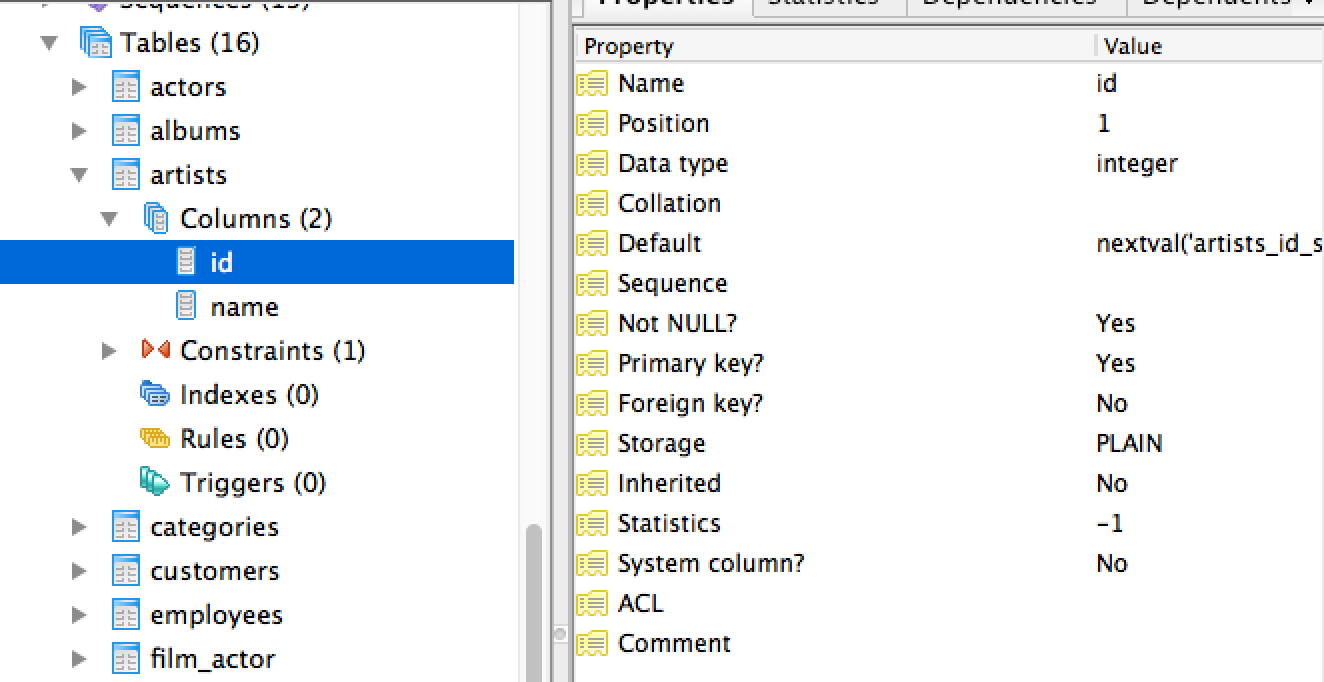 Sequences (15)
Tables (16)
actors
albums
artists
Columns (2)
id
name
Constraints (1)
Indexes (0)
Rules (0)
Triggers (0)
categories
customers
employees
film_actor
Properties Statistics Dependencies Dependents
Property Value
Name id
Position 1
Data type integer
Collation
Default nextval('artists_id_s
Sequence
Not NULL? Yes
Primary key? Yes
Foreign key? No
Storage PLAIN
Inherited No
Statistics -1
System column? No
ACL
Comment